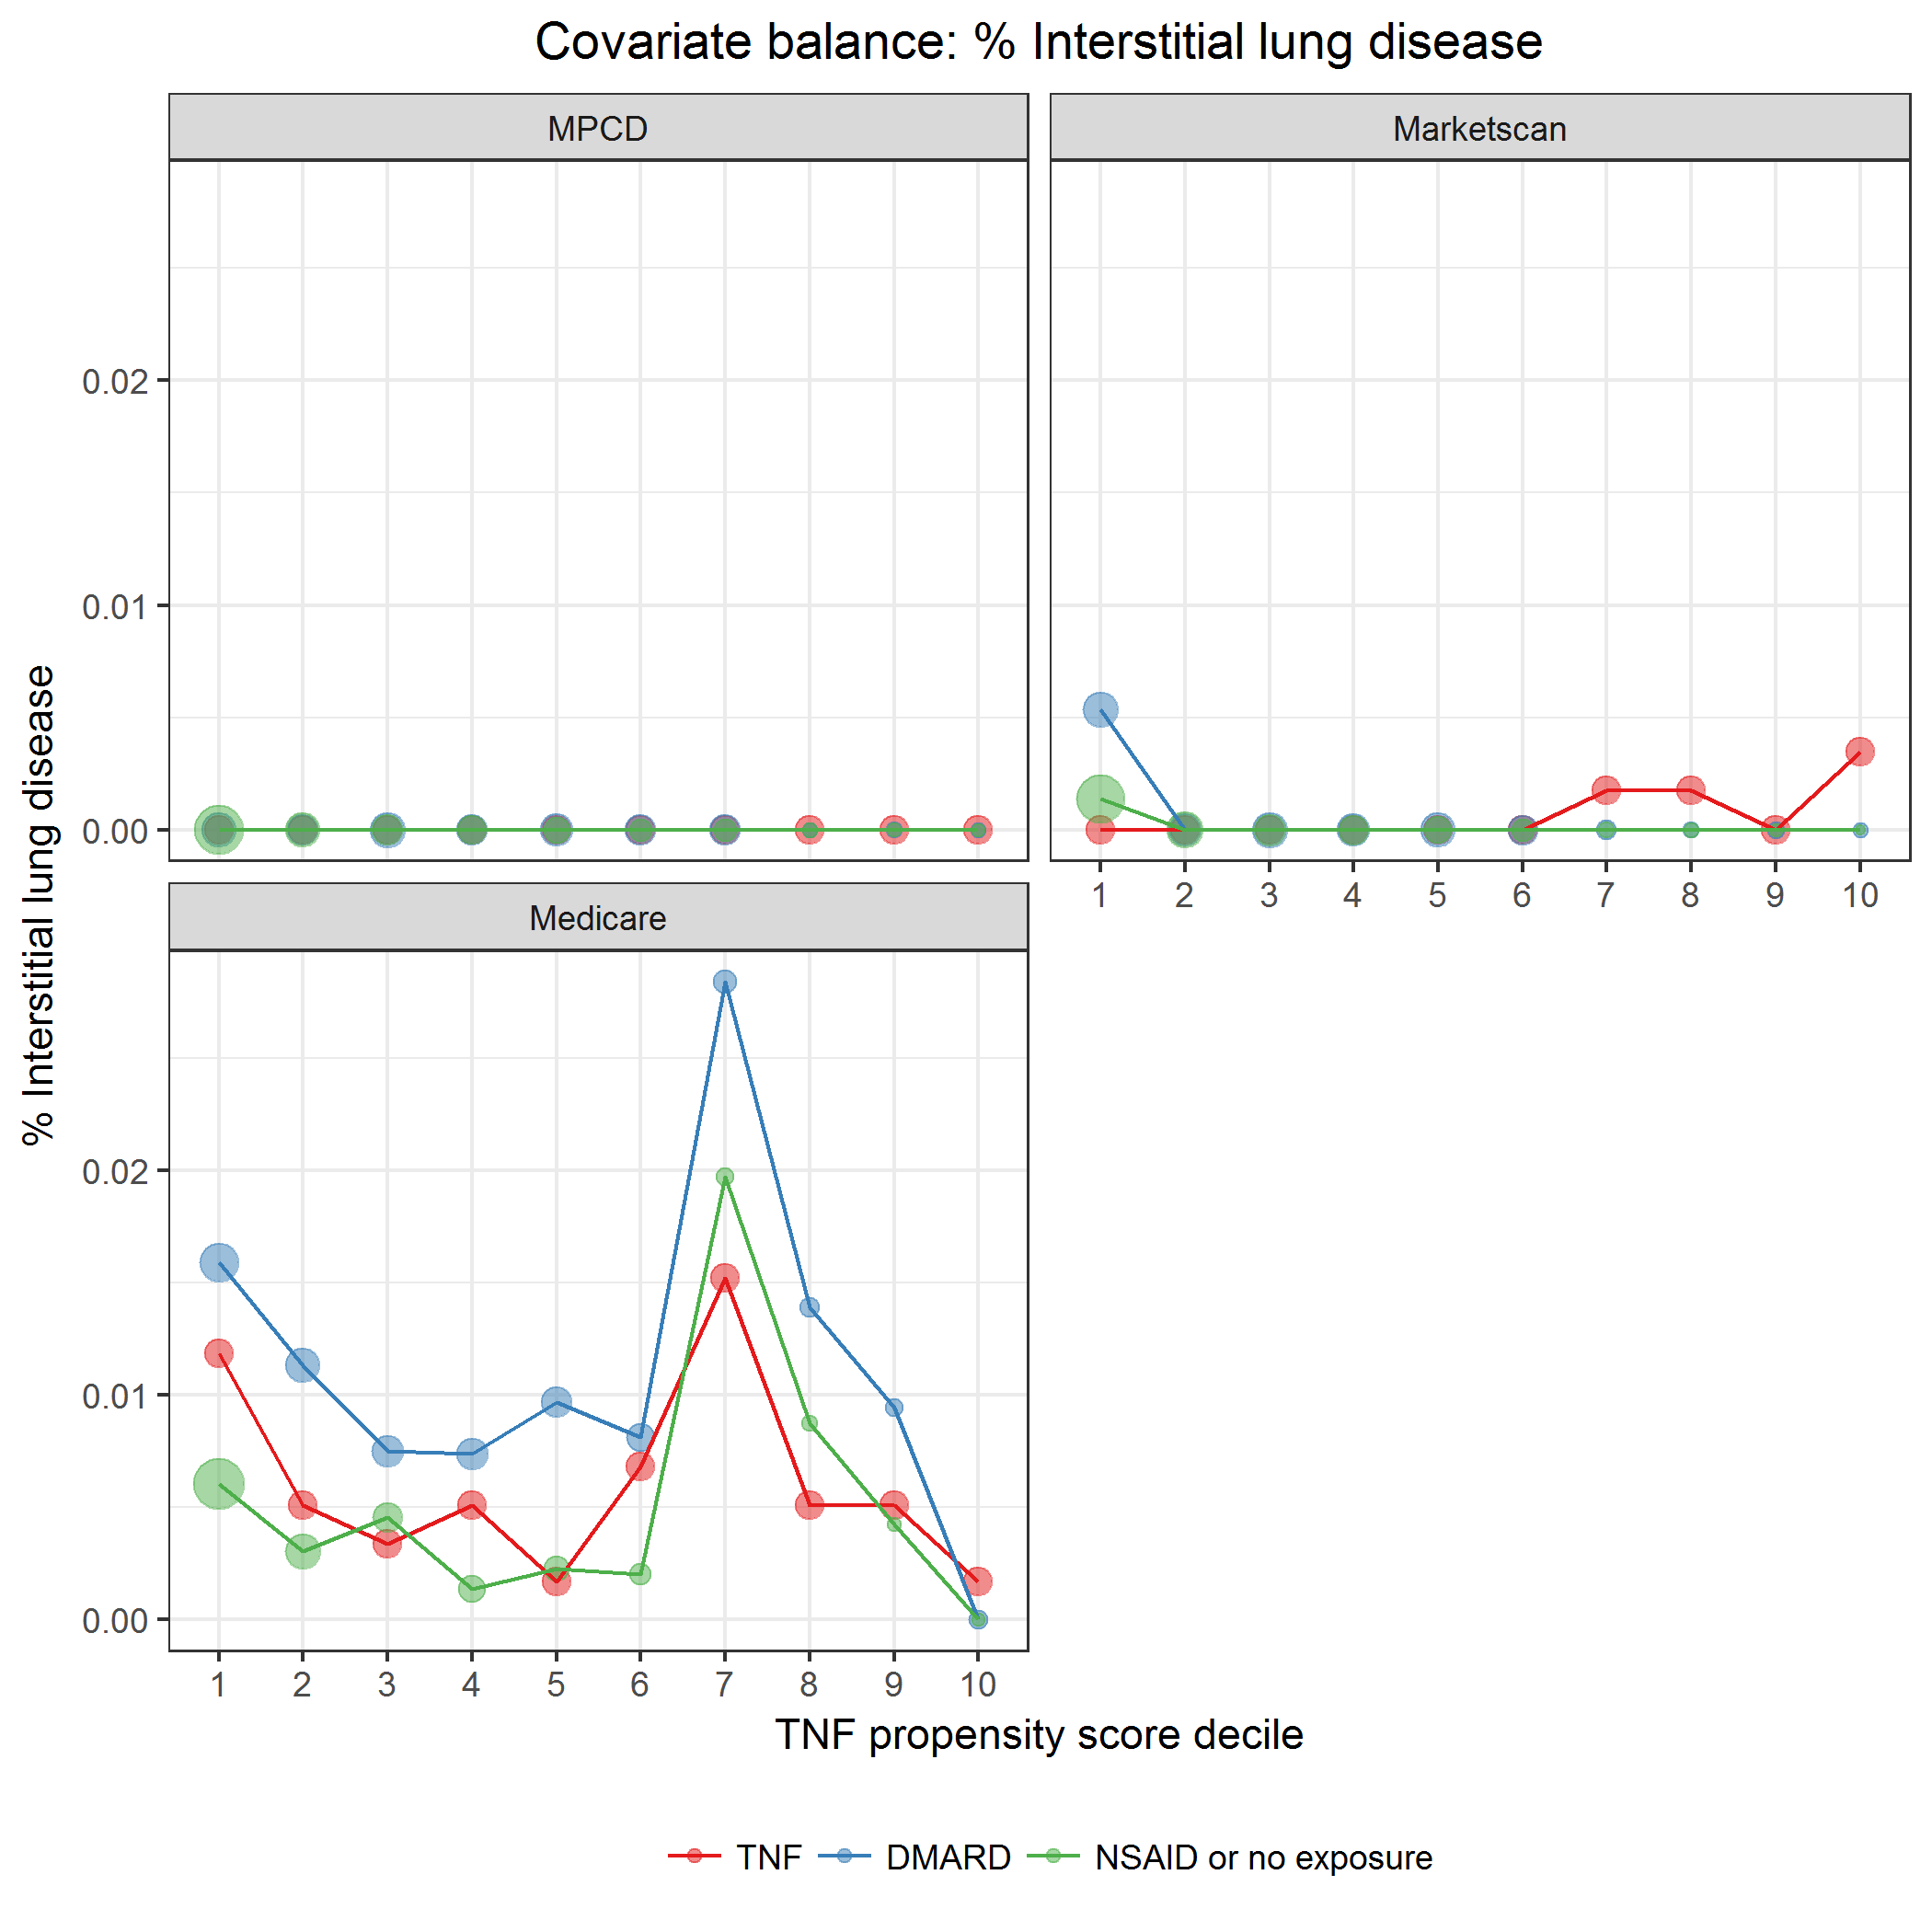 Covariate balance: % Interstitial lung disease
MPCD
Marketscan
0.02
0.01
0.00
1 2 3 4 5 6 7 8 9 10
% Interstitial lung disease
Medicare
0.02
0.01
0.00
1 2 3 4 5 6 7 8 9 10
TNF propensity score decile
TNF DMARD NSAID or no exposure